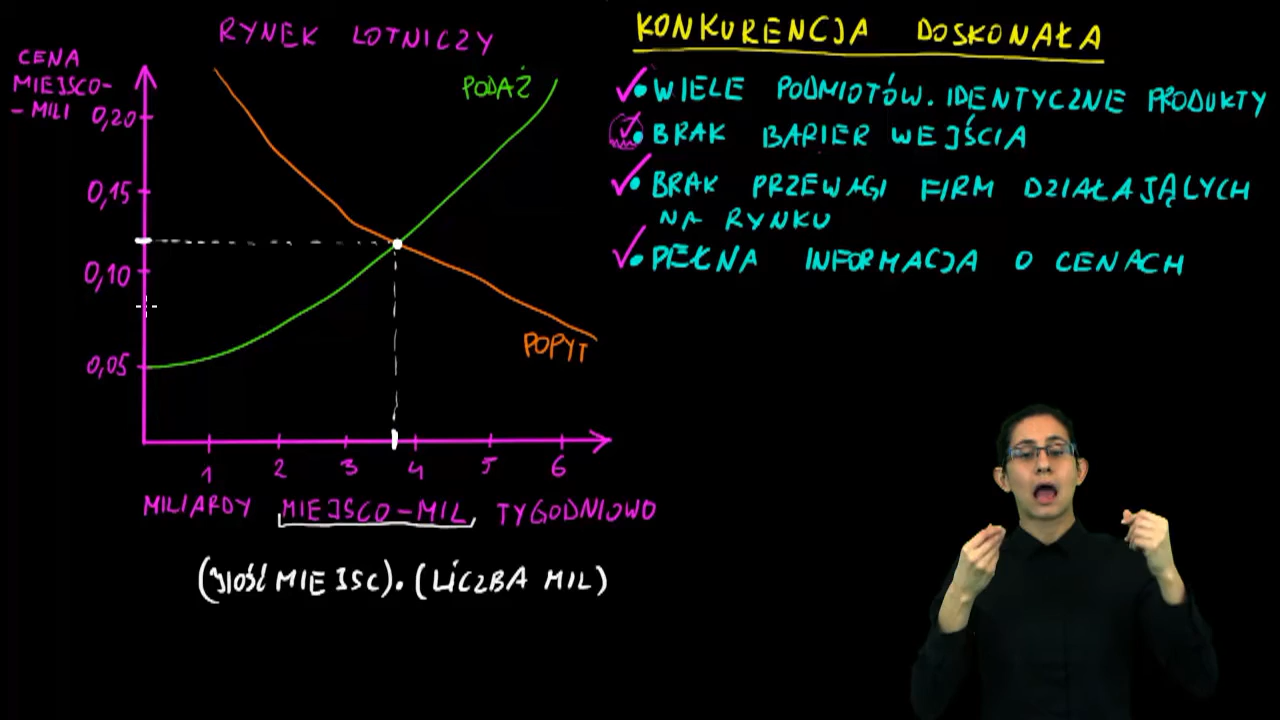 RYNEK LOTNICZY
CENA
MIEJSCO-
- MILI
0,20
0,15
0,10
0,05
PODAŻ
POPYT
1 2 3 4 5 6
MILIARDY MIEJSCO-MIL TYGODNIOWO
(ILOŚĆ MIEJSC).(LICZBA MIL)
KONKURENCJA DOSKONAŁA
• WIELE PODMIOTÓW. IDENTYCZNE PRODUKTY
• BRAK BARIER WEJŚCIA
• BRAK PRZEWAGI FIRM DZIAŁAJĄCYCH
NA RYNKU
• PEŁNA INFORMACJA O CENACH